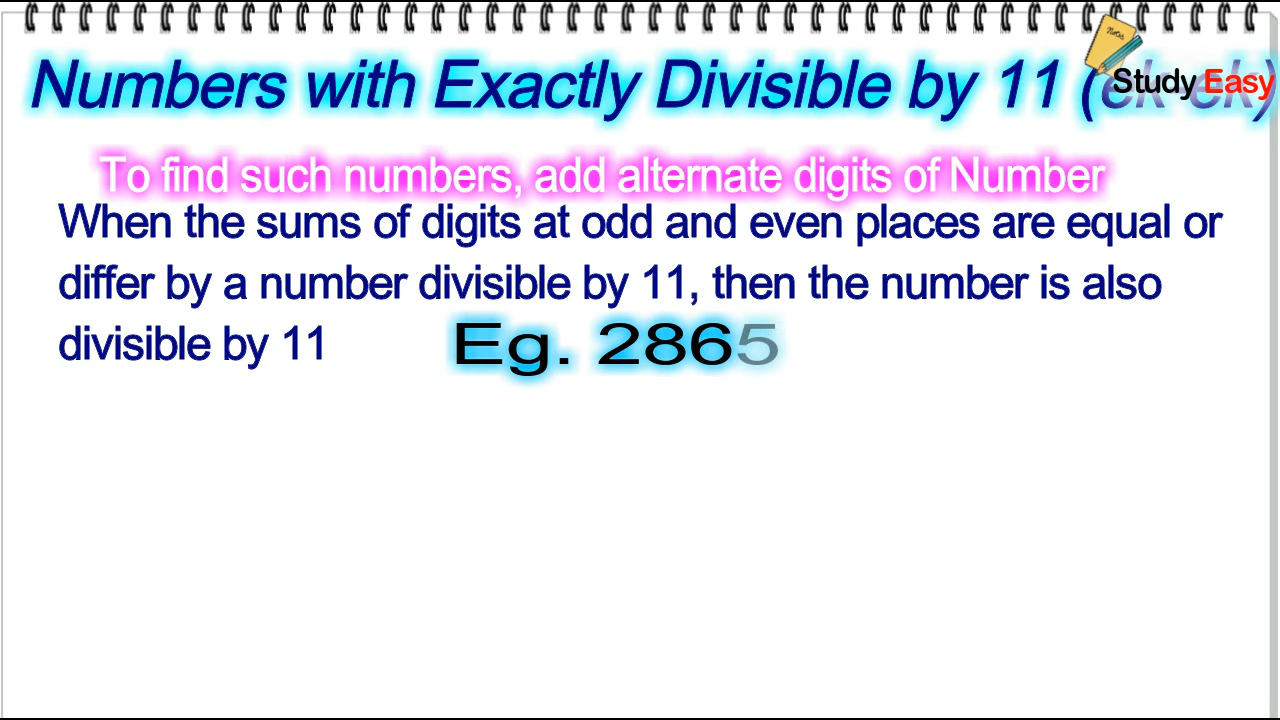 Numbers with Exactly Divisible by 11 (ek ek)
Study Easy
To find such numbers, add alternate digits of Number
When the sums of digits at odd and even places are equal or
differ by a number divisible by 11, then the number is also
divisible by 11
Eg. 2865